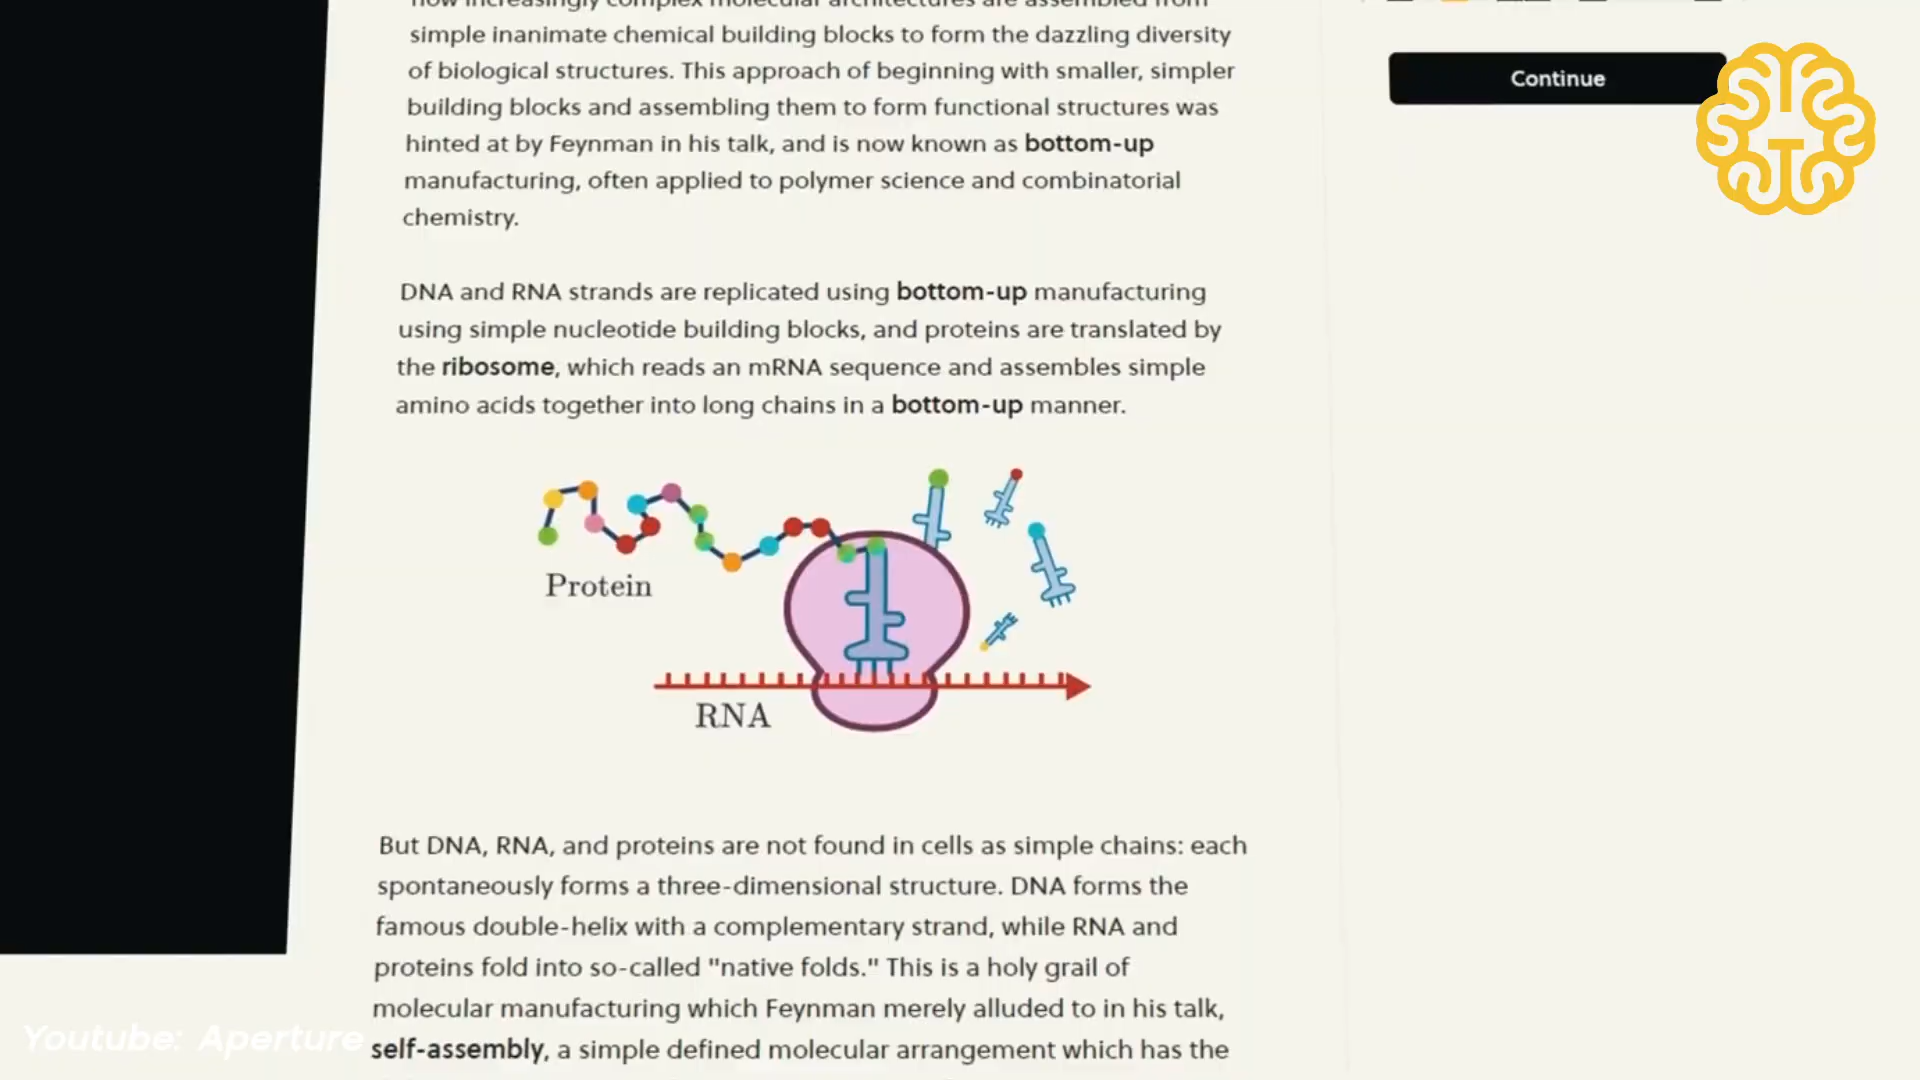 now increasingly complex molecular architectures are assembled from
simple inanimate chemical building blocks to form the dazzling diversity
of biological structures. This approach of beginning with smaller, simpler
building blocks and assembling them to form functional structures was
hinted at by Feynman in his talk, and is now known as bottom-up
manufacturing, often applied to polymer science and combinatorial
chemistry.
DNA and RNA strands are replicated using bottom-up manufacturing
using simple nucleotide building blocks, and proteins are translated by
the ribosome, which reads an mRNA sequence and assembles simple
amino acids together into long chains in a bottom-up manner.
Protein
RNA
But DNA, RNA, and proteins are not found in cells as simple chains: each
spontaneously forms a three-dimensional structure. DNA forms the
famous double-helix with a complementary strand, while RNA and
proteins fold into so-called "native folds." This is a holy grail of
molecular manufacturing which Feynman merely alluded to in his talk,
self-assembly, a simple defined molecular arrangement which has the
Continue
Youtube: Aperture